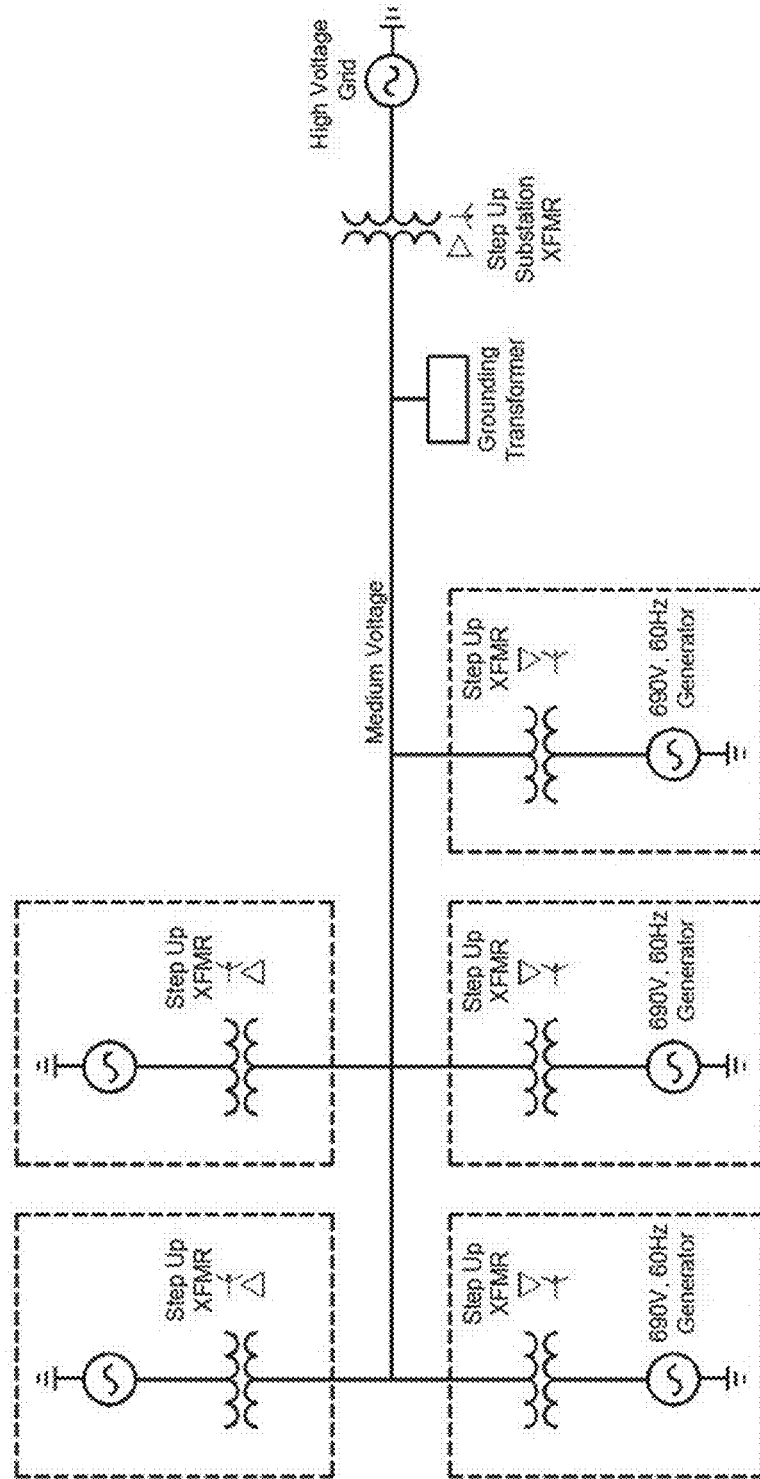 High Voltage
Grid
Step Up
Substation
XFMR
Grounding
Transformer
Medium Voltage
Step Up
XFMR
690V, 60Hz
Generator
Step Up
XFMR
Step Up
XFMR
690V, 60Hz
Generator
Step Up
XFMR
Step Up
XFMR
690V, 60Hz
Generator